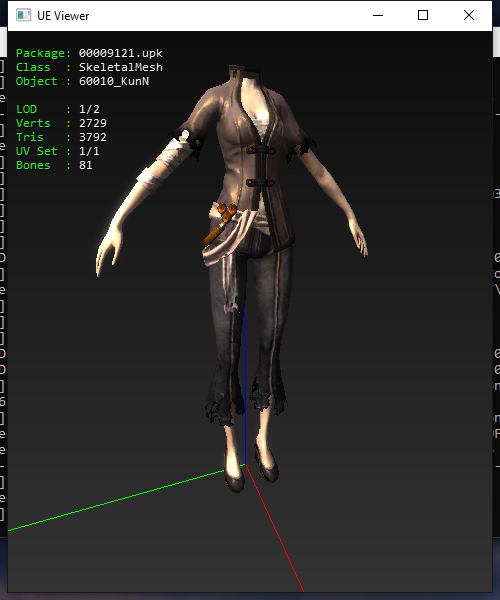 UE Viewer
Package: 00009121.upk
Class : SkeletalMesh
Object : 60010_KunN
LOD : 1/2
Verts : 2729
Tris : 3792
UV Set : 1/1
Bones : 81